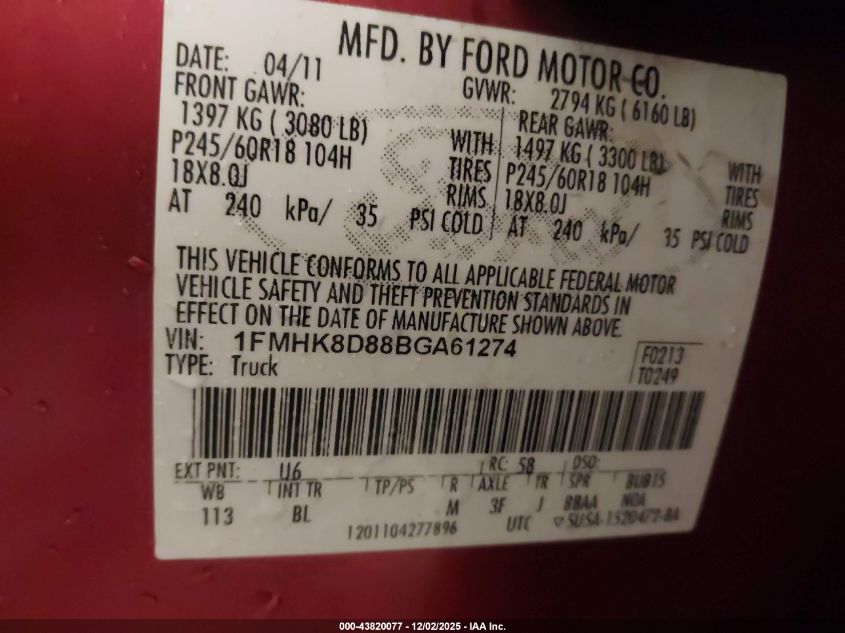 MFD. BY FORD MOTOR CO.
DATE: 04/11 GVWR: 2794 KG ( 6160 LB)
FRONT GAWR: REAR GAWR:
1397 KG ( 3080 LB) WITH 1497 KG ( 3300 LB) WITH
P245/60R18 104H TIRES P245/60R18 104H TIRES
18X8.0J RIMS 18X8.0J RIMS
AT 240 kPa/ 35 PSI COLD AT 240 kPa/ 35 PSI COLD
THIS VEHICLE CONFORMS TO ALL APPLICABLE FEDERAL MOTOR
VEHICLE SAFETY AND THEFT PREVENTION STANDARDS IN
EFFECT ON THE DATE OF MANUFACTURE SHOWN ABOVE.
VIN: 1FMHK8D88BGA61274 F0213
TYPE: Truck T0249
EXT PNT: U6 RC: 58 DSO:
WB INT TR TP/PS R AXLE TR SPR
113 BL M 3F J BBAA
1201104277896 UTC
000-43820077 - 12/02/2025 - IAA Inc.